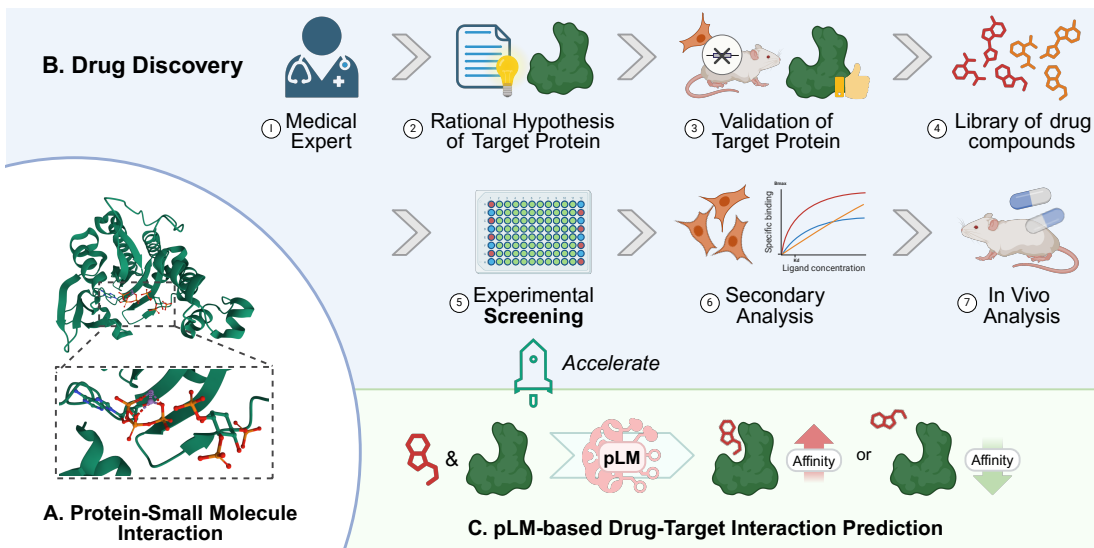 B. Drug Discovery
1 Medical
Expert
2 Rational Hypothesis
of Target Protein
3 Validation of
Target Protein
4 Library of drug
compounds
5 Experimental
Screening
6 Secondary
Analysis
Bmax
Specific binding
Kd
Ligand concentration
7 In Vivo
Analysis
Accelerate
A. Protein-Small Molecule
Interaction
&
pLM
Affinity
or
Affinity
C. pLM-based Drug-Target Interaction Prediction